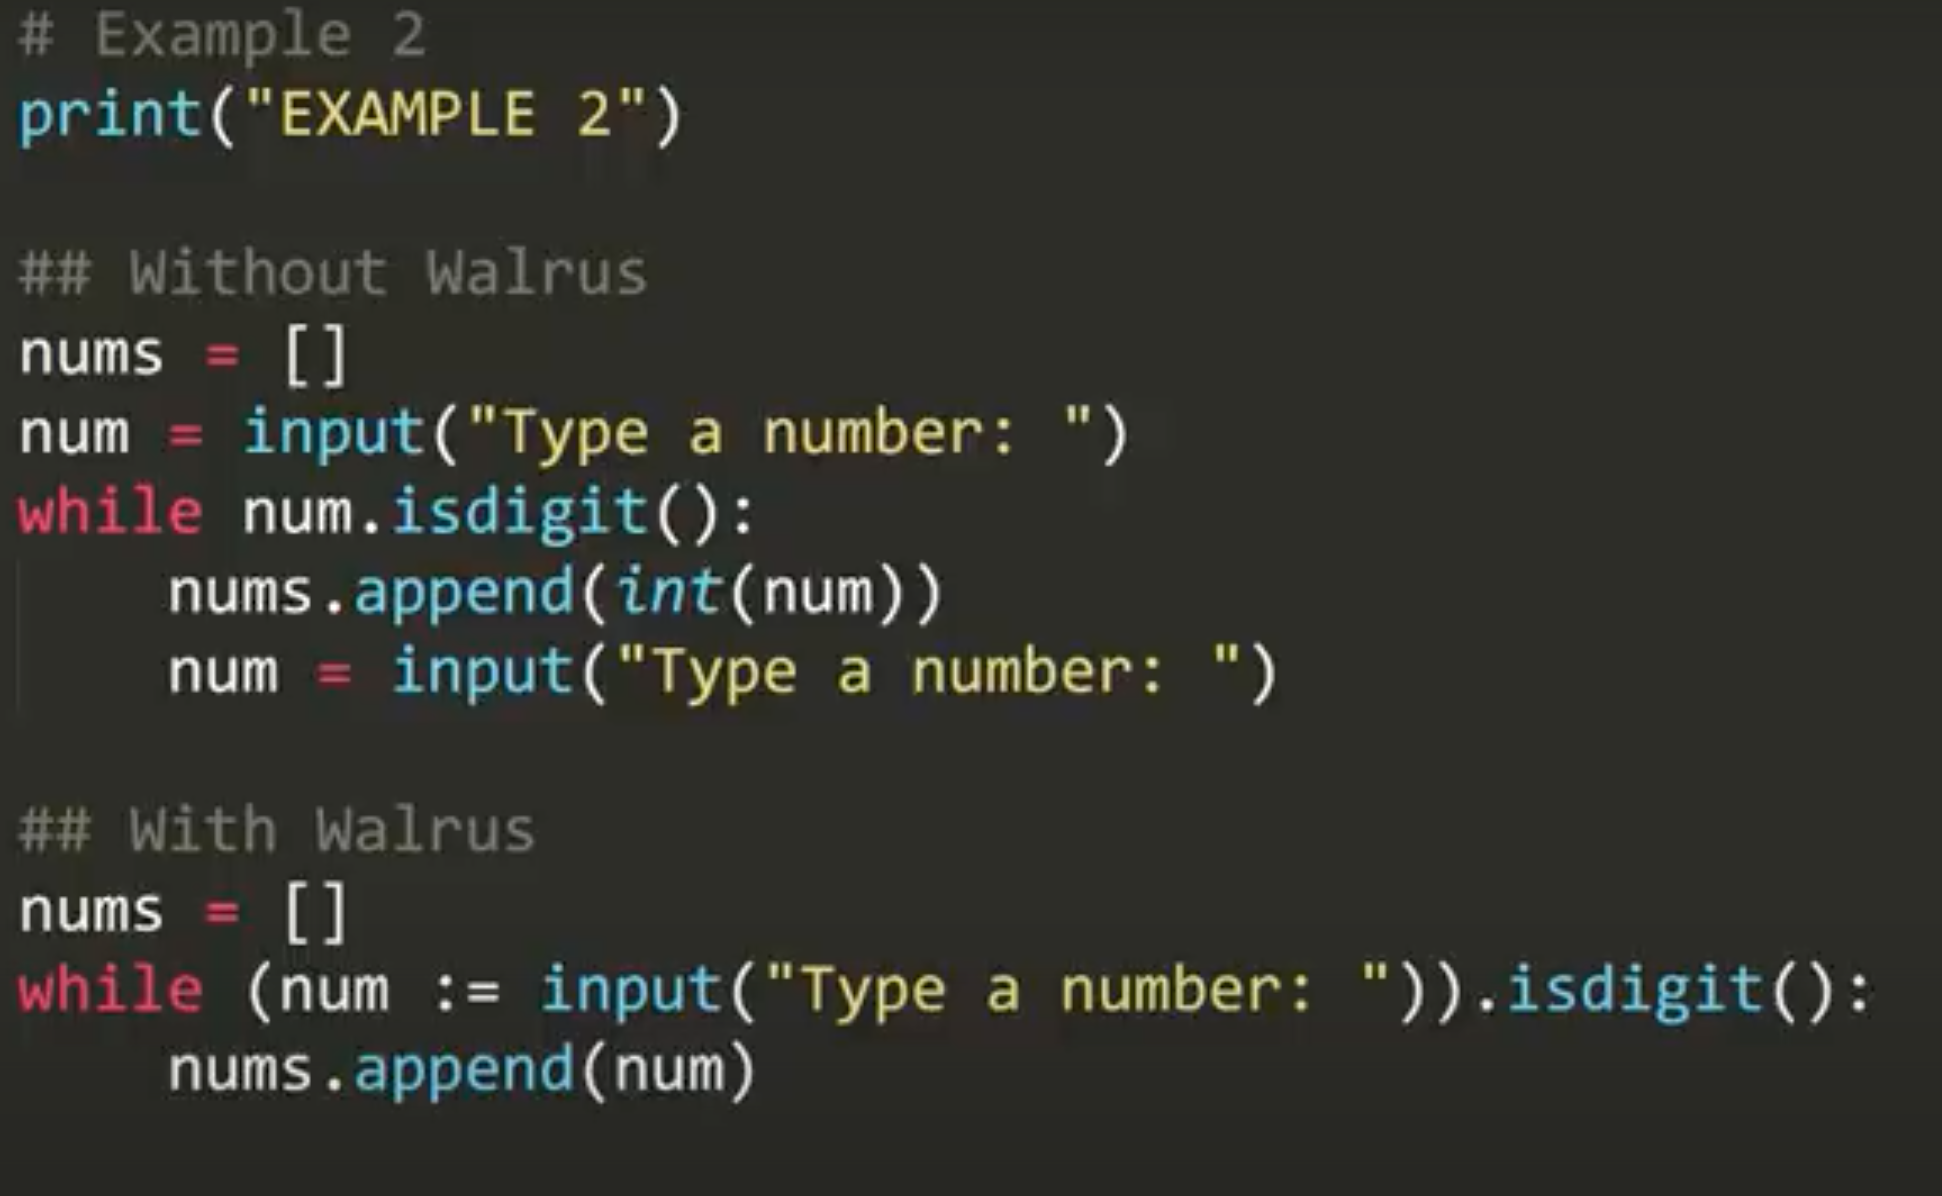 # Example 2
print("EXAMPLE 2")
## Without Walrus
nums = []
num = input("Type a number: ")
while num.isdigit():
    nums.append(int(num))
    num = input("Type a number: ")
## With Walrus
nums = []
while (num := input("Type a number: ")).isdigit():
    nums.append(num)